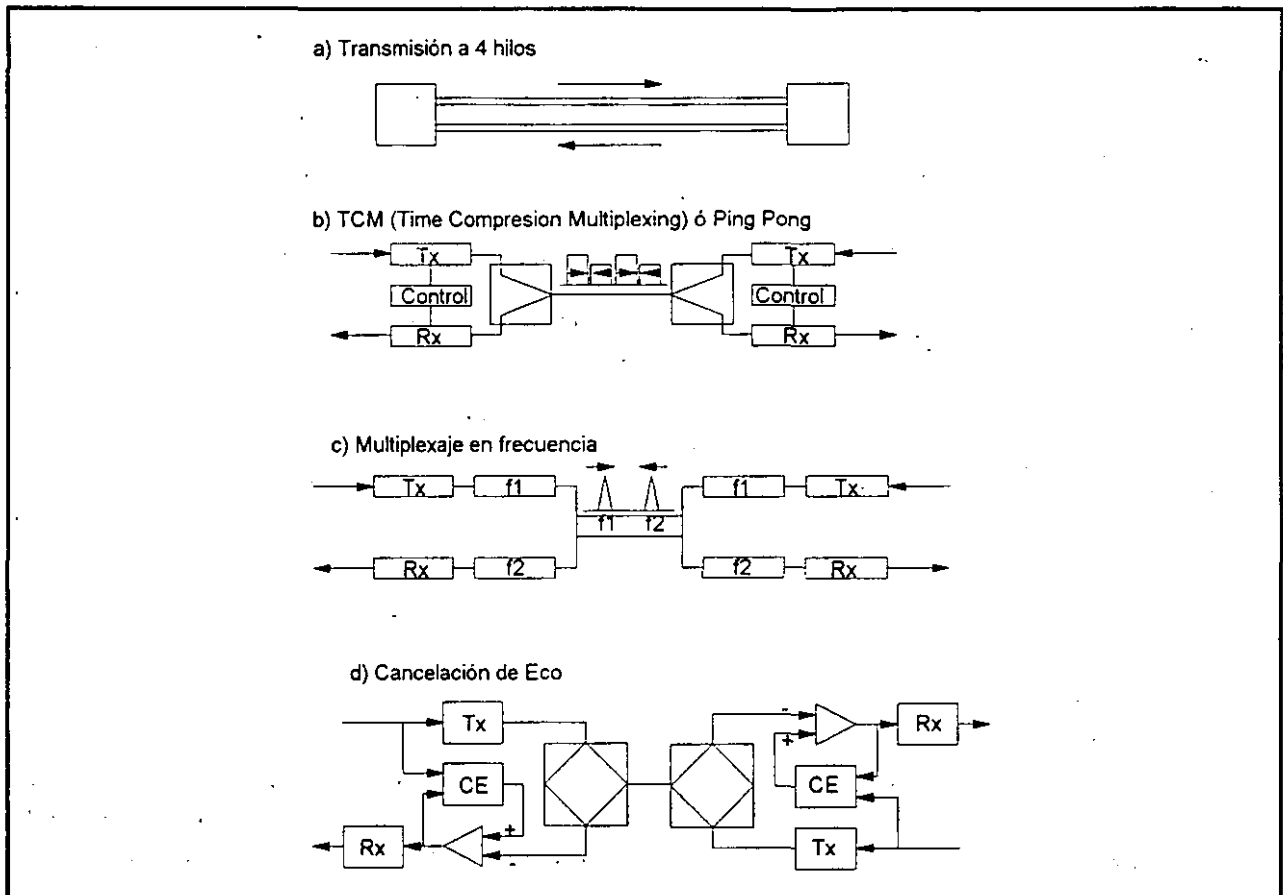 a) Transmisión a 4 hilos
b) TCM (Time Compresion Multiplexing) ó Ping Pong
Tx Tx
Control Control
Rx Rx
c) Multiplexaje en frecuencia
Tx f1 f1 Tx
f1 f2
Rx f2 f2 Rx
d) Cancelación de Eco
Tx - Rx
+
CE CE
Rx + Tx
-